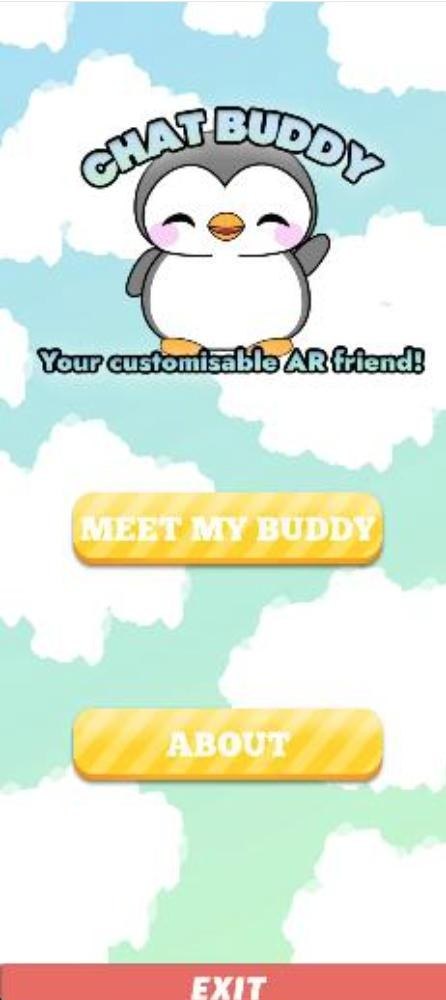 CHAT BUDDY
Your customisable AR friend!
MEET MY BUDDY
ABOUT
EXIT